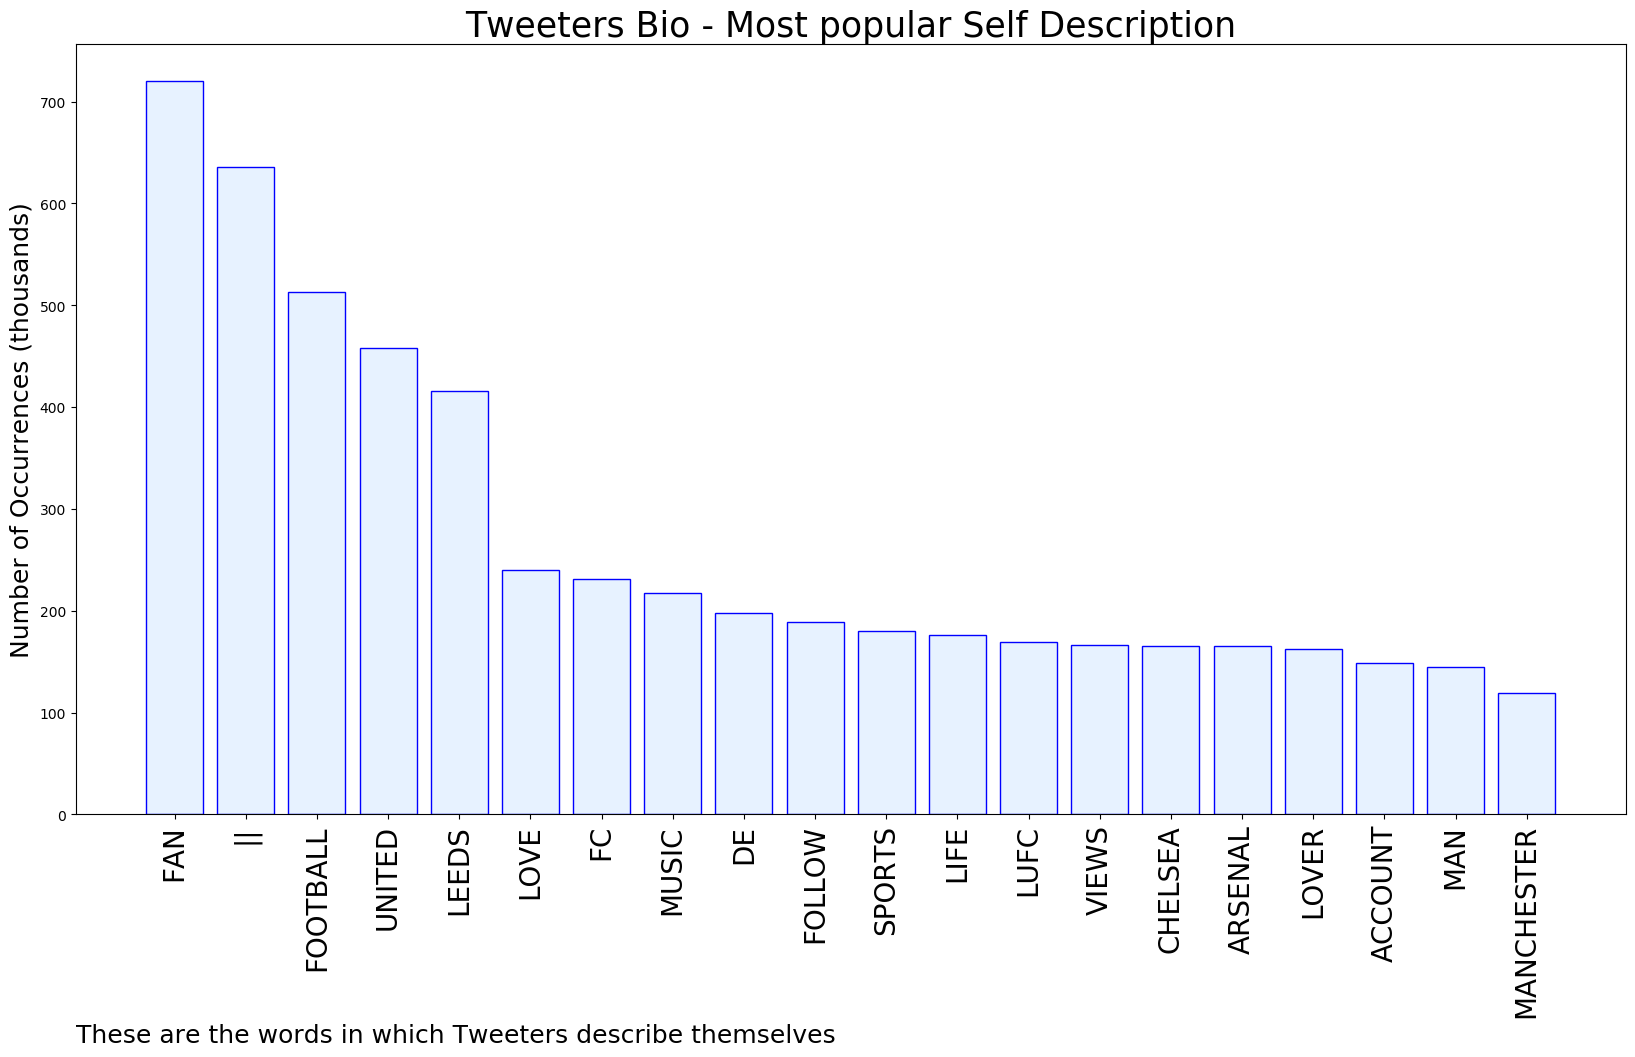 Tweeters Bio - Most popular Self Description
Number of Occurrences (thousands)
700
600
500
400
300
200
100
0
FAN
||
FOOTBALL
UNITED
LEEDS
LOVE
FC
MUSIC
DE
FOLLOW
SPORTS
LIFE
LUFC
VIEWS
CHELSEA
ARSENAL
LOVER
ACCOUNT
MAN
MANCHESTER
These are the words in which Tweeters describe themselves